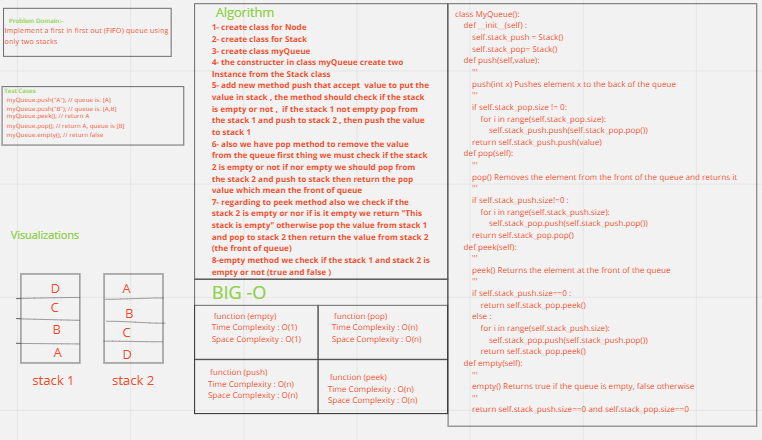 Problem Domain:-
Implement a first in first out (FIFO) queue using
only two stacks
TestCases
myQueue.push("A"); // queue is: [A]
myQueue.push("B"); // queue is: [A,B]
myQueue.peek(); // return A
myQueue.pop(); // return A, queue is [B]
myQueue.empty(); // return false
Visualizations
D
C
B
A
stack 1
A
B
C
D
stack 2
Algorithm
1- create class for Node
2- create class for Stack
3- create class myQueue
4- the constructer in class myQueue create two
Instance from the Stack class
5- add new method push that accept value to put the
value in stack , the method should check if the stack
is empty or not , if the stack 1 not empty pop from
the stack 1 and push to stack 2 , then push the value
to stack 1
6- also we have pop method to remove the value
from the queue first thing we must check if the stack
2 is empty or not if nor empty we should pop from
the stack 2 and push to stack then return the pop
value which mean the front of queue
7- regarding to peek method also we check if the
stack 2 is empty or nor if is it empty we return "This
stack is empty" otherwise pop the value from stack 1
and pop to stack 2 then return the value from stack 2
(the front of queue)
8-empty method we check if the stack 1 and stack 2 is
empty or not (true and false )
BIG -O
function (empty)
Time Complexity : O(1)
Space Complexity : O(1)
function (pop)
Time Complexity : O(n)
Space Complexity : O(n)
function (push)
Time Complexity : O(n)
Space Complexity : O(n)
function (peek)
Time Complexity : O(n)
Space Complexity : O(n)
class MyQueue():
def __init__(self) :
self.stack_push = Stack()
self.stack_pop= Stack()
def push(self,value):
'''
push(int x) Pushes element x to the back of the queue
'''
if self.stack_pop.size != 0:
for i in range(self.stack_pop.size):
self.stack_push.push(self.stack_pop.pop())
return self.stack_push.push(value)
def pop(self):
'''
pop() Removes the element from the front of the queue and returns it
'''
if self.stack_push.size!=0 :
for i in range(self.stack_push.size):
self.stack_pop.push(self.stack_push.pop())
return self.stack_pop.pop()
def peek(self):
'''
peek() Returns the element at the front of the queue
'''
if self.stack_push.size==0 :
return self.stack_pop.peek()
else :
for i in range(self.stack_push.size):
self.stack_pop.push(self.stack_push.pop())
return self.stack_pop.peek()
def empty(self):
'''
empty() Returns true if the queue is empty, false otherwise
'''
return self.stack_push.size==0 and self.stack_pop.size==0